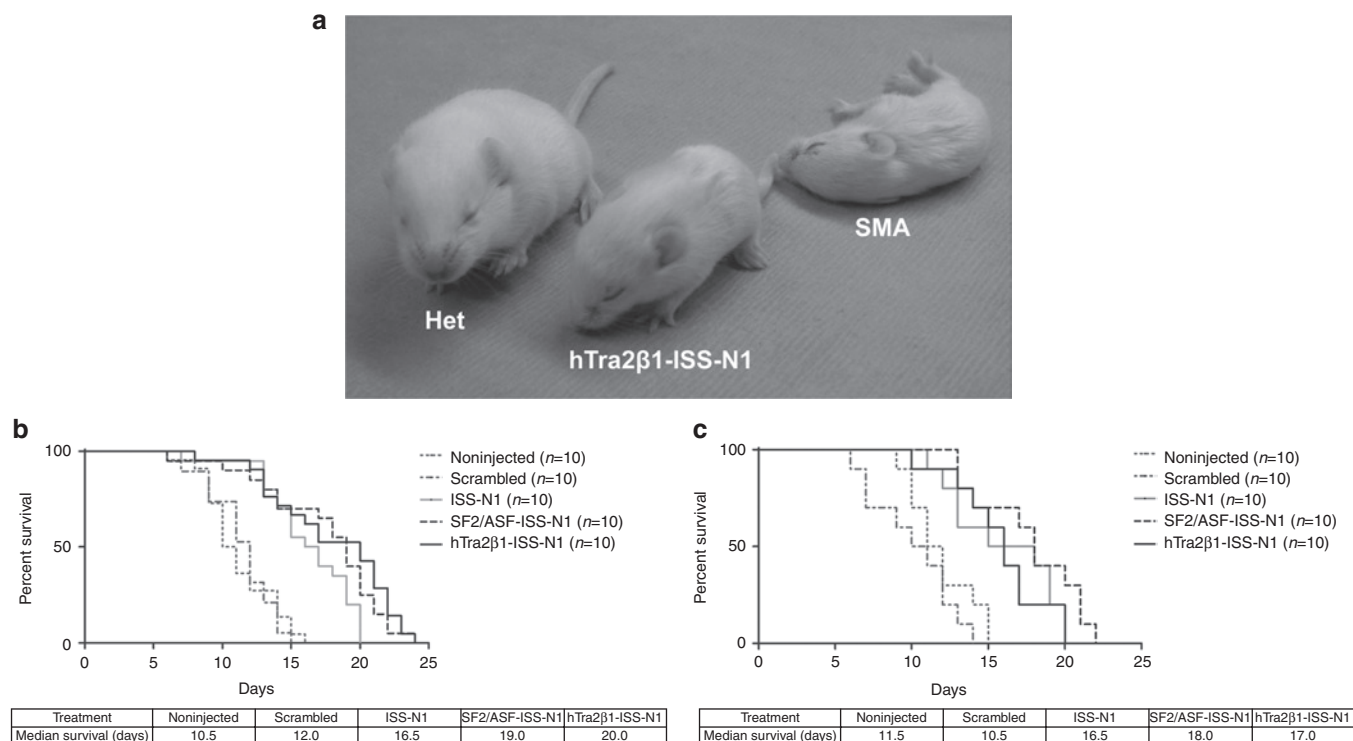 a
Het
hTra2β1-ISS-N1
SMA
b
Percent survival
100
50
0
0 5 10 15 20 25
Days
Noninjected (n=10)
Scrambled (n=10)
ISS-N1 (n=10)
SF2/ASF-ISS-N1 (n=10)
hTra2β1-ISS-N1 (n=10)
Treatment Noninjected Scrambled ISS-N1 SF2/ASF-ISS-N1 hTra2β1-ISS-N1
Median survival (days) 10.5 12.0 16.5 19.0 20.0
c
Percent survival
100
50
0
0 5 10 15 20 25
Days
Noninjected (n=10)
Scrambled (n=10)
ISS-N1 (n=10)
SF2/ASF-ISS-N1 (n=10)
hTra2β1-ISS-N1 (n=10)
Treatment Noninjected Scrambled ISS-N1 SF2/ASF-ISS-N1 hTra2β1-ISS-N1
Median survival (days) 11.5 10.5 16.5 18.0 17.0